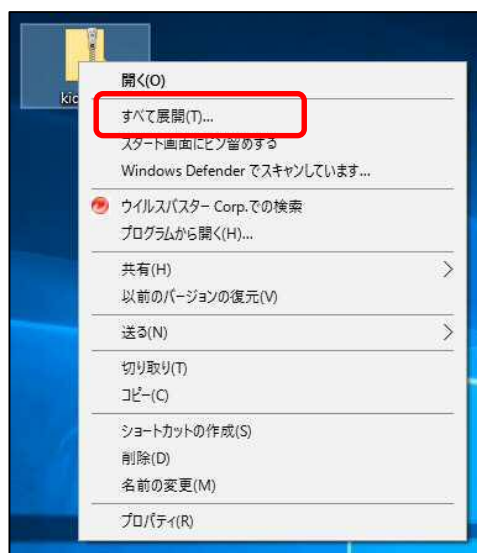 開く(O)
すべて展開(T)...
スタート画面にピン留めする
Windows Defender でスキャンしています...
ウイルスバスター Corp.での検索
プログラムから開く(H)...
共有(H)
以前のバージョンの復元(V)
送る(N)
切り取り(T)
コピー(C)
ショートカットの作成(S)
削除(D)
名前の変更(M)
プロパティ(R)